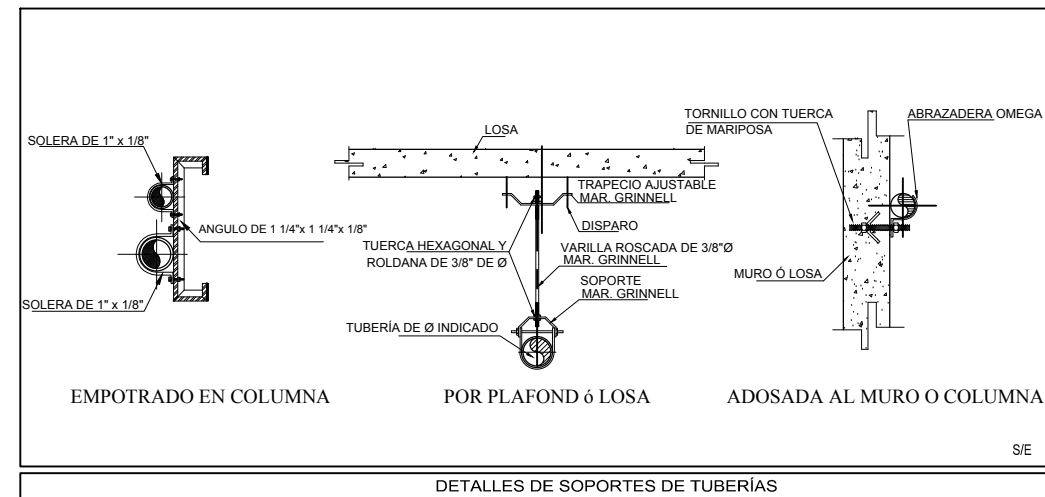 SOLERA DE 1" x 1/8"
ANGULO DE 1 1/4"x 1 1/4"x 1/8"
SOLERA DE 1" x 1/8"
EMPOTRADO EN COLUMNA
LOSA
TRAPECIO AJUSTABLE
MAR. GRINNELL
DISPARO
TUERCA HEXAGONAL Y
ROLDANA DE 3/8" DE Ø
VARILLA ROSCADA DE 3/8"Ø
MAR. GRINNELL
SOPORTE
MAR. GRINNELL
TUBERÍA DE Ø INDICADO
POR PLAFOND ó LOSA
TORNILLO CON TUERCA
DE MARIPOSA
ABRAZADERA OMEGA
MURO Ó LOSA
ADOSADA AL MURO O COLUMNA
S/E
DETALLES DE SOPORTES DE TUBERÍAS